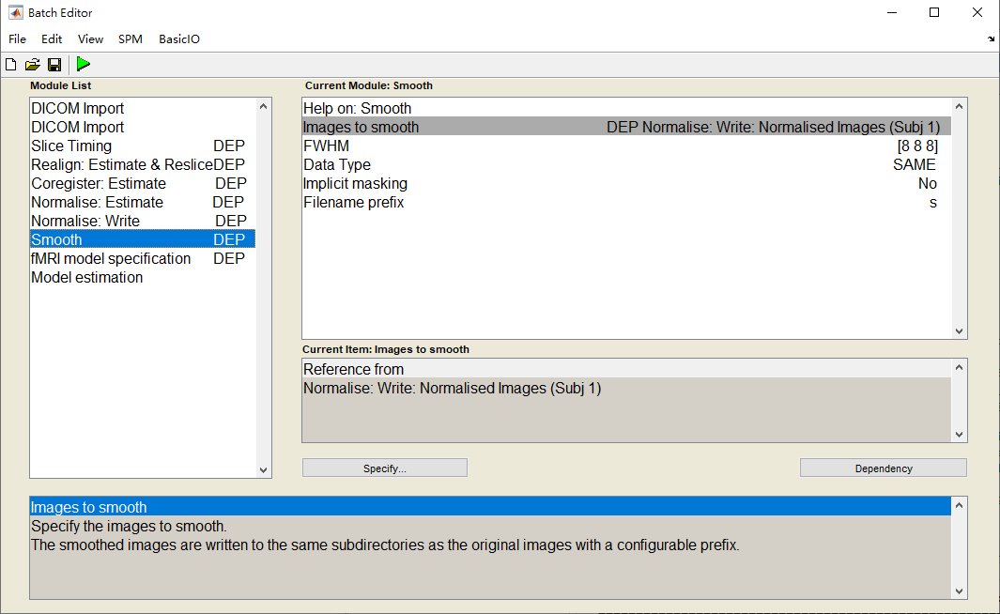 Batch Editor
File Edit View SPM BasicIO
Module List
DICOM Import
DICOM Import
Slice Timing DEP
Realign: Estimate & Reslice DEP
Coregister: Estimate DEP
Normalise: Estimate DEP
Normalise: Write DEP
Smooth DEP
fMRI model specification DEP
Model estimation
Current Module: Smooth
Help on: Smooth
Images to smooth DEP Normalise: Write: Normalised Images (Subj 1)
FWHM [8 8 8]
Data Type SAME
Implicit masking No
Filename prefix s
Current Item: Images to smooth
Reference from
Normalise: Write: Normalised Images (Subj 1)
Specify... Dependency
Images to smooth
Specify the images to smooth.
The smoothed images are written to the same subdirectories as the original images with a configurable prefix.